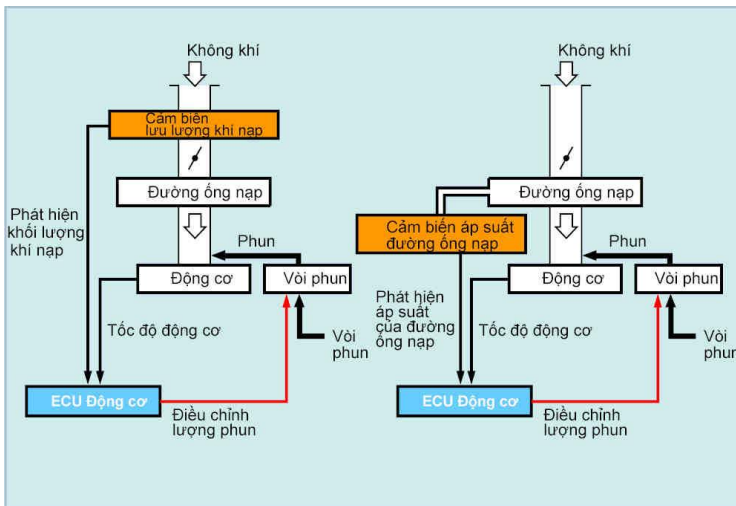 Không khí
Cảm biên
lưu lượng khí nạp
Đường ống nạp
Phát hiện
khối lượng
khí nạp
Phun
Động cơ
Vòi phun
Tốc độ động cơ
Vòi
phun
ECU Động cơ
Điều chỉnh
lượng phun
Không khí
Đường ống nạp
Cảm biến áp suất
đường ống nạp
Phun
Động cơ
Vòi phun
Phát hiện
áp suất
của đường
ống nạp
Tốc độ động cơ
Vòi
phun
ECU Động cơ
Điều chỉnh
lượng phun